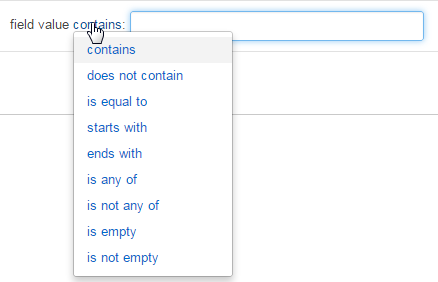 field value contains:
contains
does not contain
is equal to
starts with
ends with
is any of
is not any of
is empty
is not empty